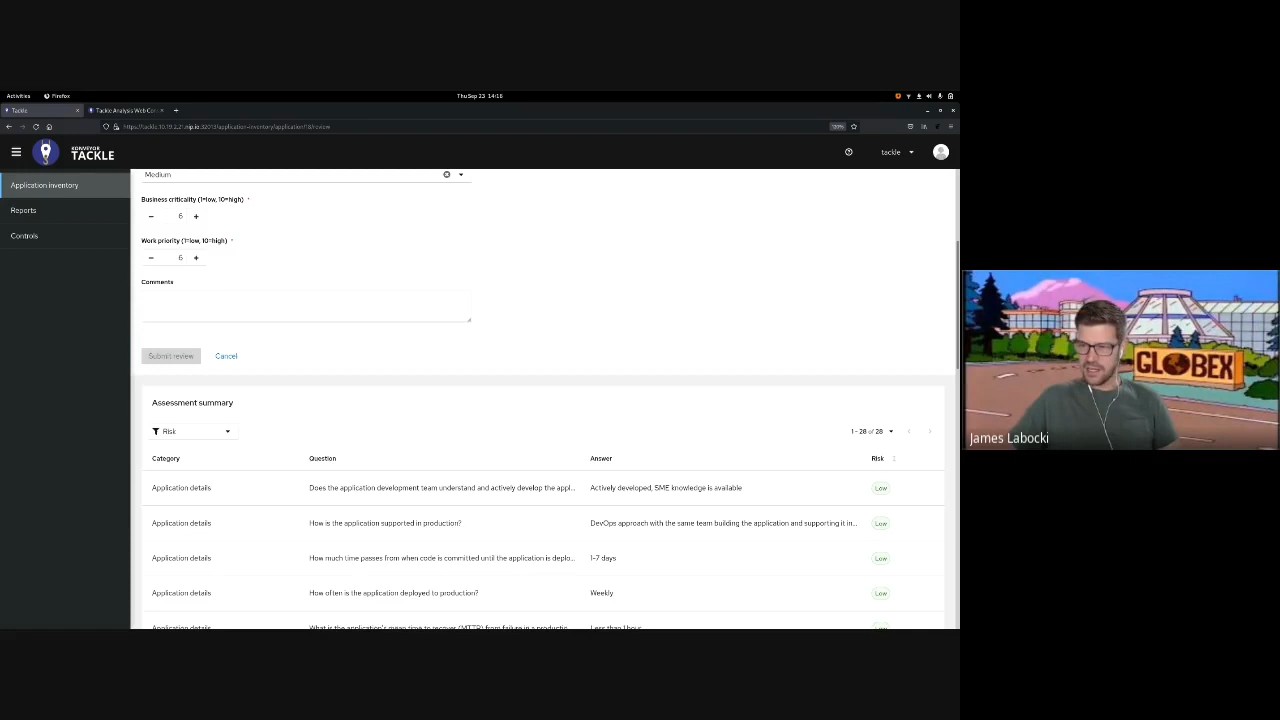 Activities Firefox Thu Sep 23 14:16
Tackle Tackle Analysis Web Con
https://tackle.10.19.2.21.nip.io:32013/application-inventory/application/18/review 120%
KONVEYOR
TACKLE
tackle
Application inventory
Reports
Controls
Medium
Business criticality (1=low, 10=high) *
6
Work priority (1=low, 10=high) *
6
Comments
Submit review Cancel
Assessment summary
Risk 1 - 28 of 28
Category Question Answer Risk
Application details Does the application development team understand and actively develop the appl... Actively developed, SME knowledge is available Low
Application details How is the application supported in production? DevOps approach with the same team building the application and supporting it in... Low
Application details How much time passes from when code is committed until the application is deplo... 1-7 days Low
Application details How often is the application deployed to production? Weekly Low
Application details What is the application's mean time to recover (MTTR) from failure in a productio... Less than 1 hour Low
GLOBEX
James Labocki